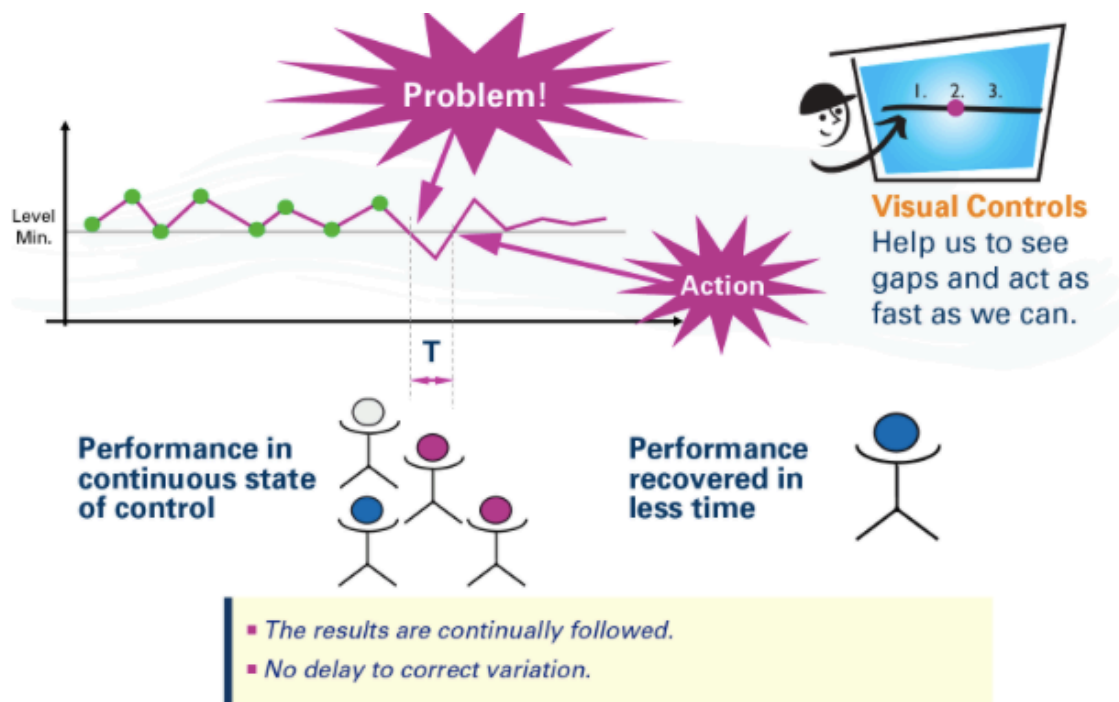 Problem!
1. 2. 3.
Level
Min.
Visual Controls
Help us to see
gaps and act as
fast as we can.
Action
T
Performance in
continuous state
of control
Performance
recovered in
less time
▪ The results are continually followed.
▪ No delay to correct variation.